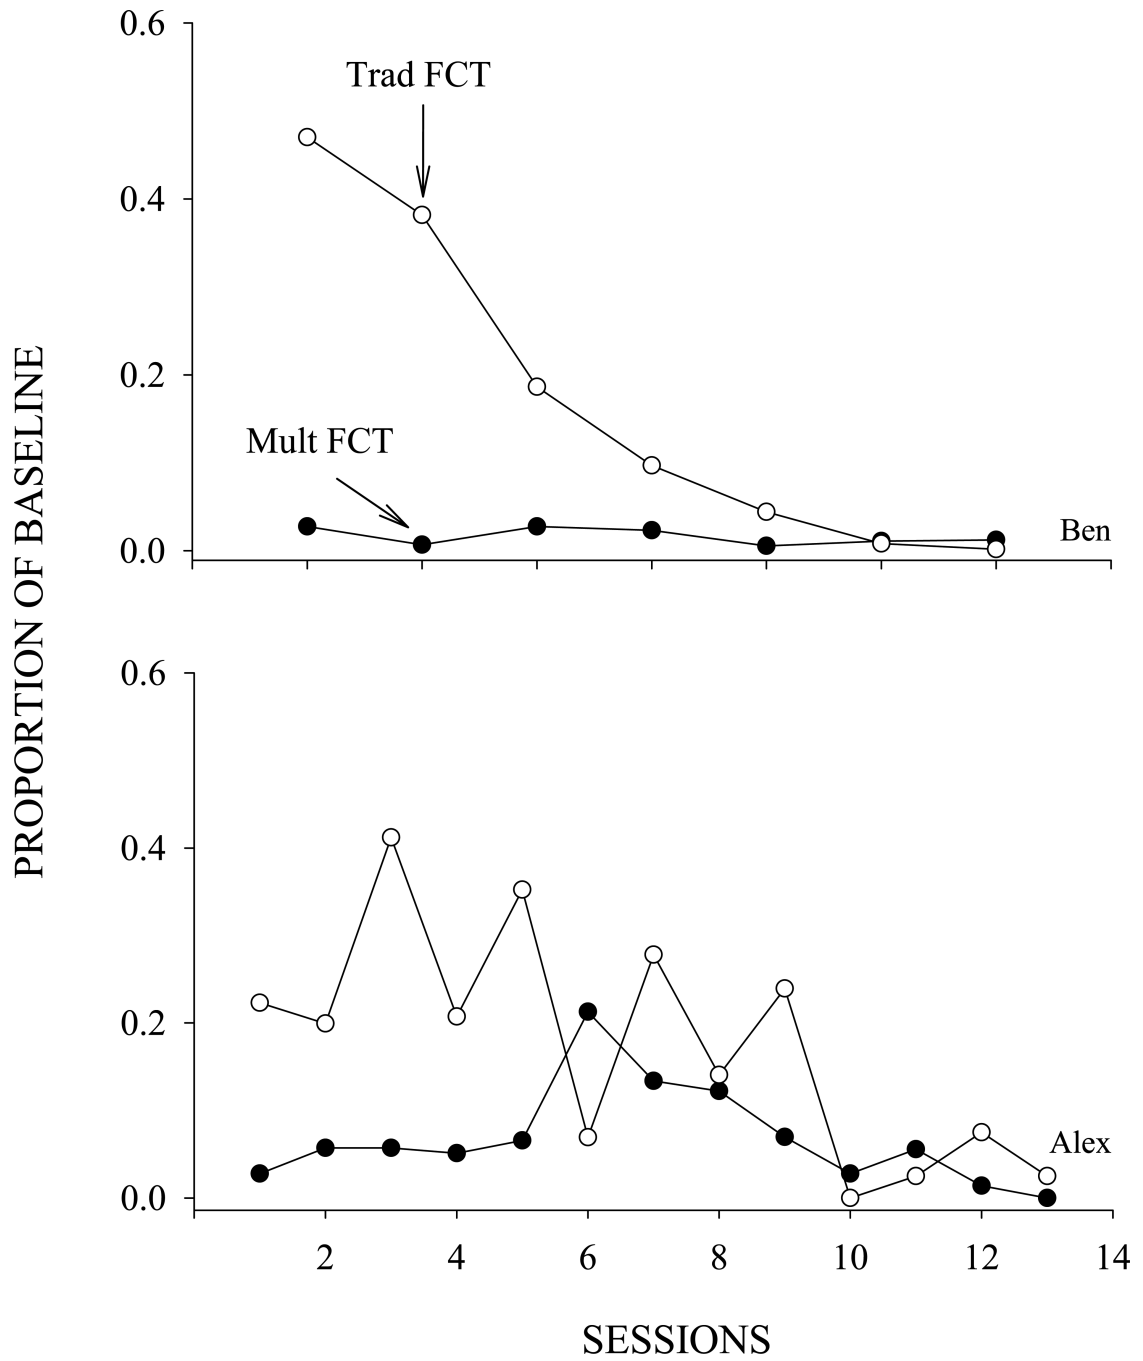 0.6
Trad FCT
0.4
0.2
Mult FCT
0.0
Ben
PROPORTION OF BASELINE
0.6
0.4
0.2
0.0
Alex
2 4 6 8 10 12 14
SESSIONS